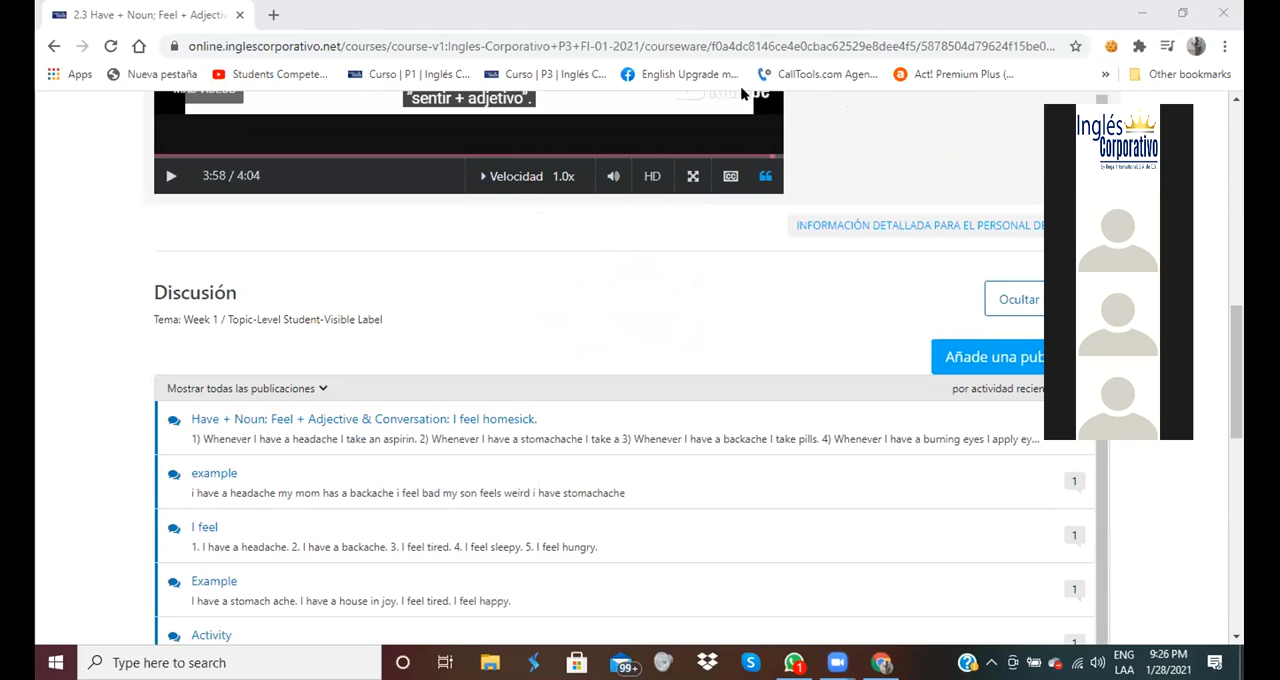 2.3 Have + Noun; Feel + Adjectiv
online.inglescorporativo.net/courses/course-v1:Ingles-Corporativo+P3+FI-01-2021/courseware/f0a4dc8146ce4e0cbac62529e8dee4f5/5878504d79624f15be0...
Apps Nueva pestaña Students Compete... Curso | P1 | Inglés C... Curso | P3 | Inglés C... English Upgrade m... CallTools.com Agen... Act! Premium Plus (... » Other bookmarks
"sentir + adjetivo".
3:58 / 4:04 Velocidad 1.0x HD CC
INFORMACIÓN DETALLADA PARA EL PERSONAL DE
Inglés
Corporativo
Discusión
Ocultar
Tema: Week 1 / Topic-Level Student-Visible Label
Añade una pub
Mostrar todas las publicaciones por actividad recien
Have + Noun; Feel + Adjective & Conversation: I feel homesick.
1) Whenever I have a headache I take an aspirin. 2) Whenever I have a stomachache I take a 3) Whenever I have a backache I take pills. 4) Whenever I have a burning eyes I apply ey...
example
i have a headache my mom has a backache i feel bad my son feels weird i have stomachache
1
I feel
1. I have a headache. 2. I have a backache. 3. I feel tired. 4. I feel sleepy. 5. I feel hungry.
1
Example
I have a stomach ache. I have a house in joy. I feel tired. I feel happy.
1
Activity
1
Type here to search
99+
1
ENG
LAA
9:26 PM
1/28/2021